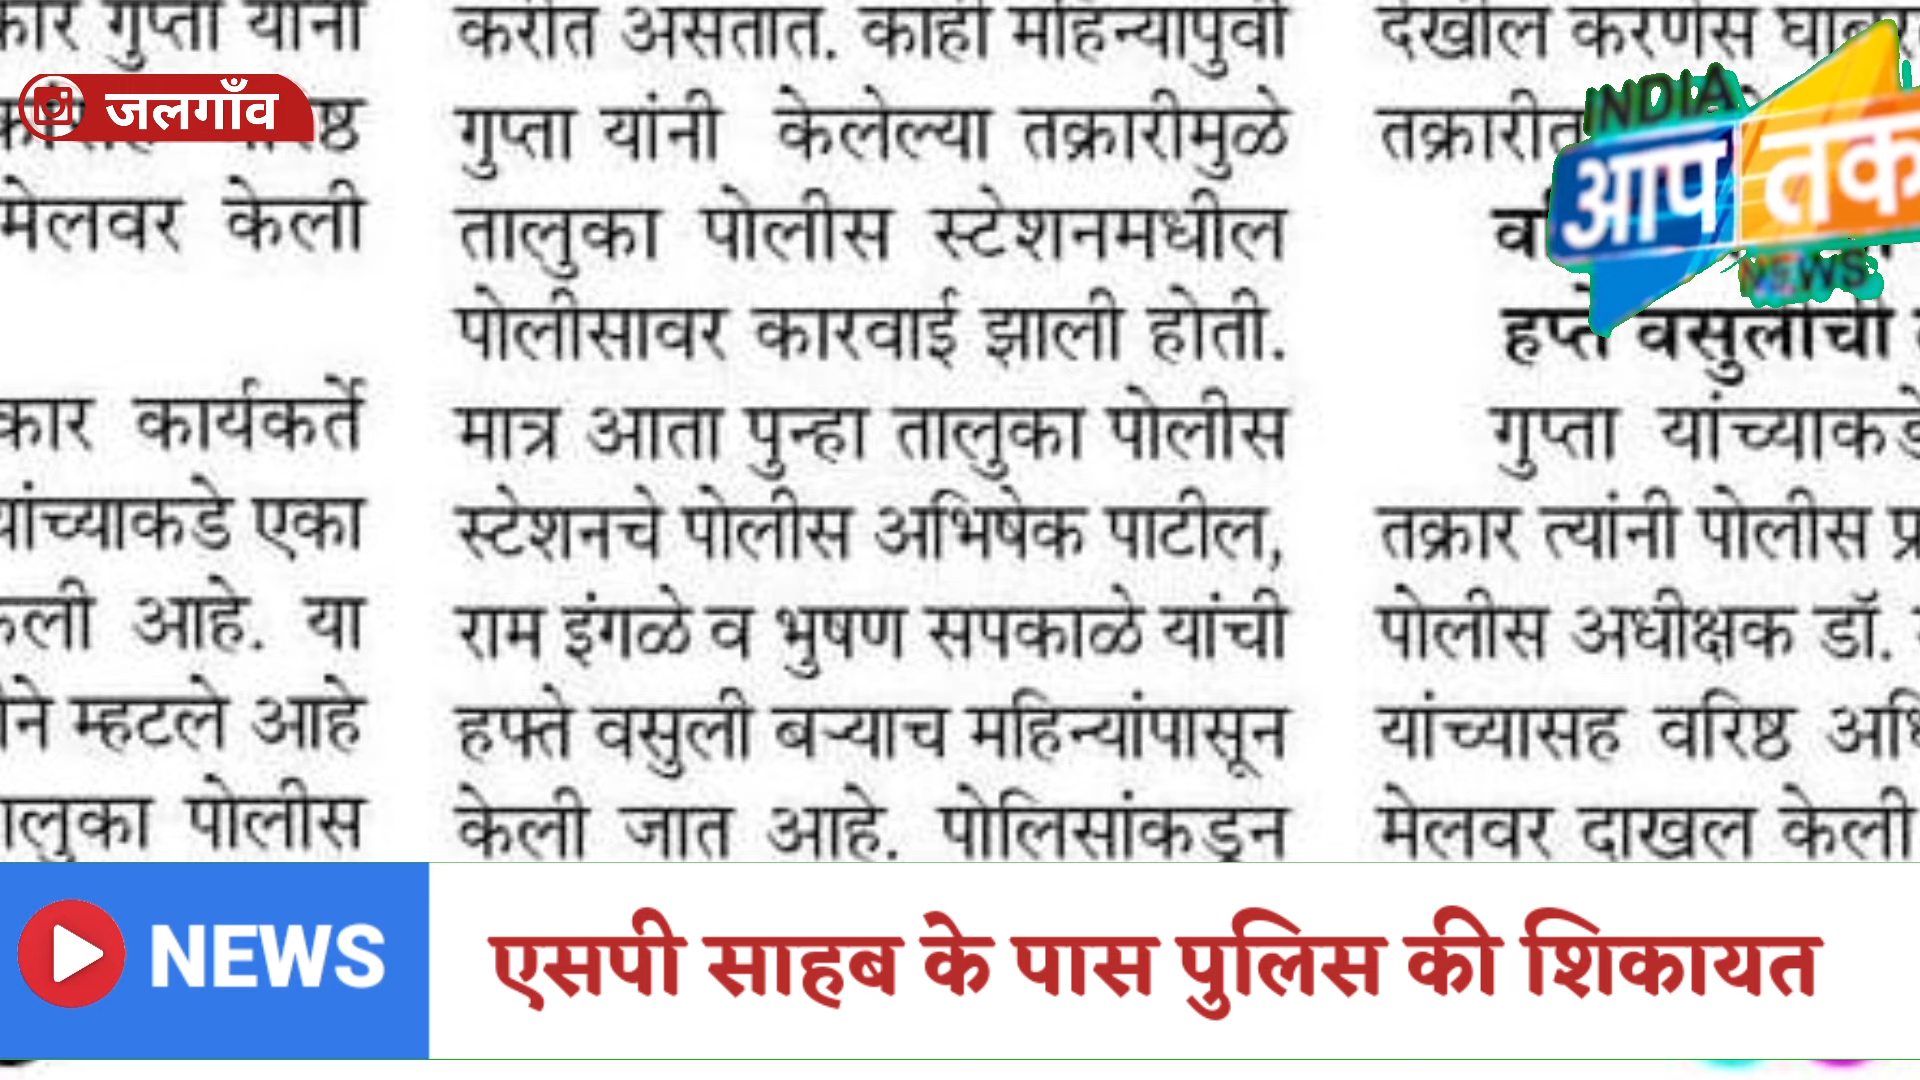 कार गुप्ता यांनी
जलगाँव
मेलवर केली
कार कार्यकर्ते
यांच्याकडे एका
केली आहे. या
ने म्हटले आहे
तालुका पोलीस
करीत असतात. काही महिन्यापुर्वी
गुप्ता यांनी केलेल्या तक्रारीमुळे
तालुका पोलीस स्टेशनमधील
पोलीसावर कारवाई झाली होती.
मात्र आता पुन्हा तालुका पोलीस
स्टेशनचे पोलीस अभिषेक पाटील,
राम इंगळे व भुषण सपकाळे यांची
हफ्ते वसुली बऱ्याच महिन्यांपासून
केली जात आहे. पोलिसांकडून
देखील करणेस
तक्रारीत
हप्ते वसुलीची
गुप्ता यांच्याकडे
तक्रार त्यांनी पोलीस
पोलीस अधीक्षक डॉ.
यांच्यासह वरिष्ठ
मेलवर दाखल केली
INDIA
आप तक
NEWS
NEWS
एसपी साहब के पास पुलिस की शिकायत